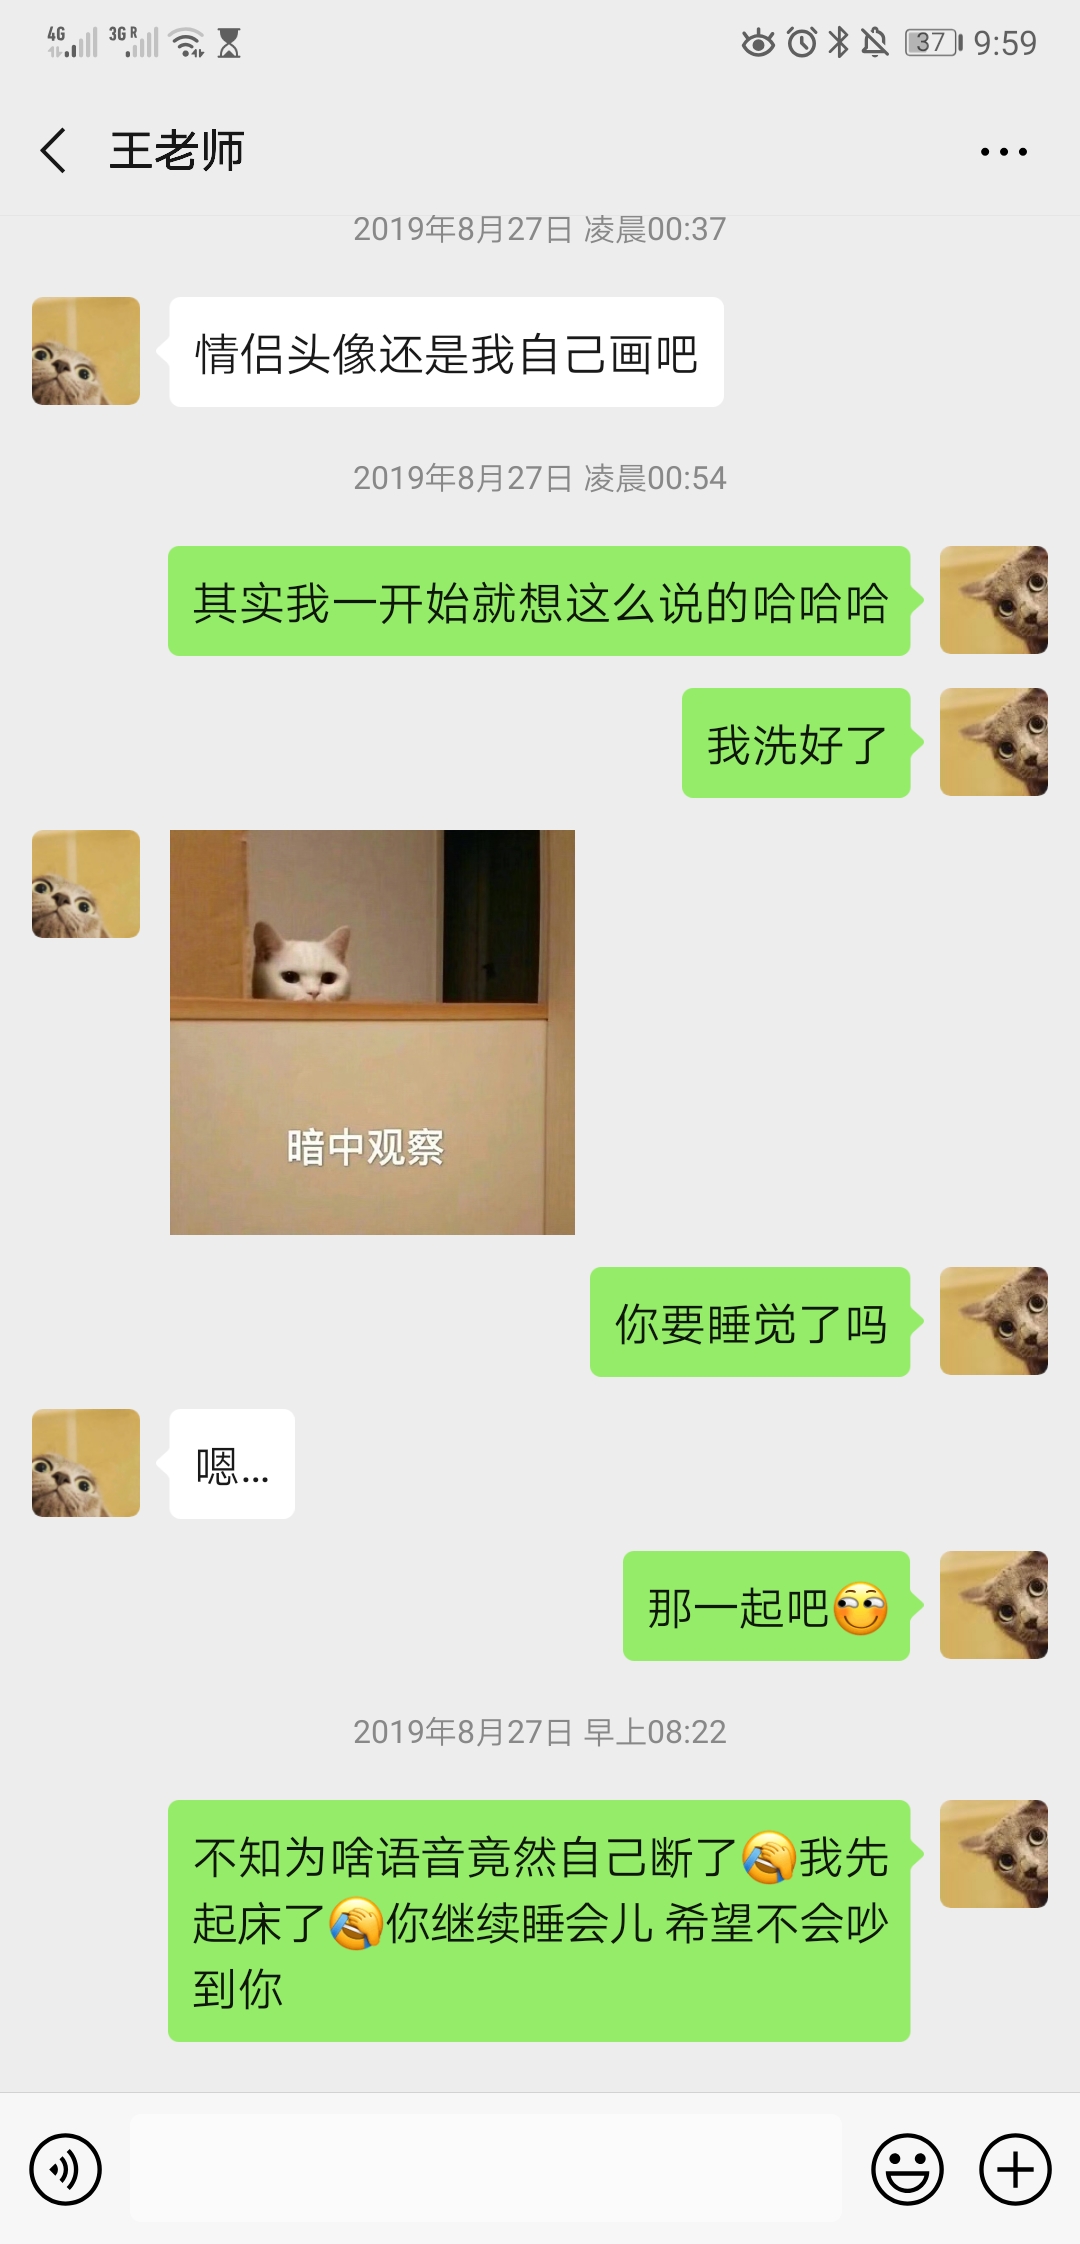 4G 3G R 37 9:59
王老师
2019年8月27日 凌晨00:37
情侣头像还是我自己画吧
2019年8月27日 凌晨00:54
其实我一开始就想这么说的哈哈哈
我洗好了
暗中观察
你要睡觉了吗
嗯...
那一起吧
2019年8月27日 早上08:22
不知为啥语音竟然自己断了🤦我先
起床了🤦你继续睡会儿 希望不会吵
到你